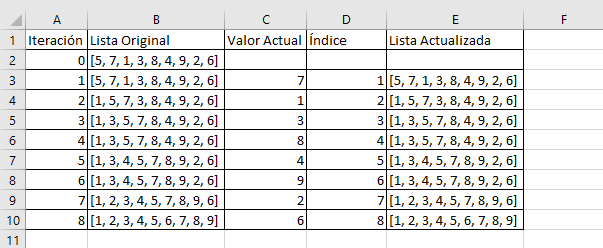 A B C D E F
1 Iteración Lista Original Valor Actual Índice Lista Actualizada
2 0 [5, 7, 1, 3, 8, 4, 9, 2, 6]
3 1 [5, 7, 1, 3, 8, 4, 9, 2, 6] 7 1 [5, 7, 1, 3, 8, 4, 9, 2, 6]
4 2 [1, 5, 7, 3, 8, 4, 9, 2, 6] 1 2 [1, 5, 7, 3, 8, 4, 9, 2, 6]
5 3 [1, 3, 5, 7, 8, 4, 9, 2, 6] 3 3 [1, 3, 5, 7, 8, 4, 9, 2, 6]
6 4 [1, 3, 5, 7, 8, 4, 9, 2, 6] 8 4 [1, 3, 5, 7, 8, 4, 9, 2, 6]
7 5 [1, 3, 4, 5, 7, 8, 9, 2, 6] 4 5 [1, 3, 4, 5, 7, 8, 9, 2, 6]
8 6 [1, 3, 4, 5, 7, 8, 9, 2, 6] 9 6 [1, 3, 4, 5, 7, 8, 9, 2, 6]
9 7 [1, 2, 3, 4, 5, 7, 8, 9, 6] 2 7 [1, 2, 3, 4, 5, 7, 8, 9, 6]
10 8 [1, 2, 3, 4, 5, 6, 7, 8, 9] 6 8 [1, 2, 3, 4, 5, 6, 7, 8, 9]
11